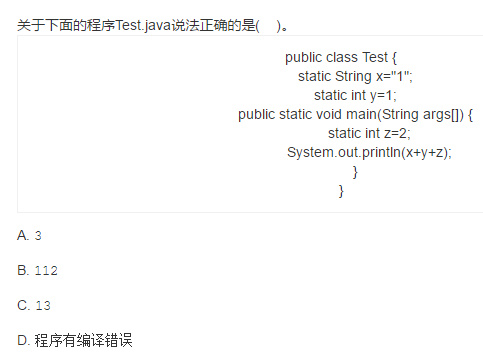 关于下面的程序Test.java说法正确的是(    )。
public class Test {
static String x="1";
static int y=1;
public static void main(String args[]) {
static int z=2;
System.out.println(x+y+z);
}
}
A. 3
B. 112
C. 13
D. 程序有编译错误